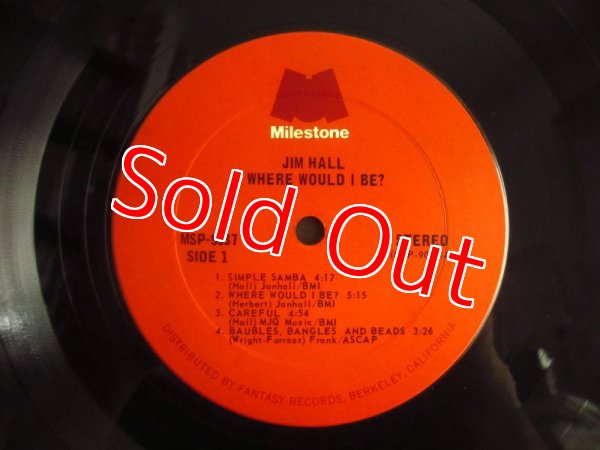 Milestone
JIM HALL
WHERE WOULD I BE?
Sold Out
STEREO
SIDE 1
1. SIMPLE SAMBA 4:17
(Hall) Janhall/BMI
2. WHERE WOULD I BE? 5:15
(Herbert) Janhall/BMI
3. CAREFUL 4:54
(Hall) MJQ Music/BMI
4 BAUBLES, BANGLES AND BEADS 3:26
(Wright-Forrest) Frank/ASCAP
DISTRIBUTED BY FANTASY RECORDS, BERKELEY, CALIFORNIA